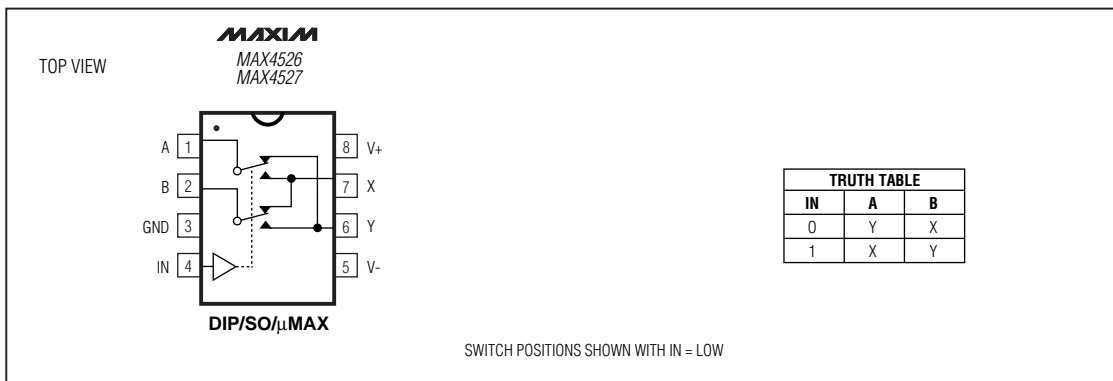 MAXIM
MAX4526
MAX4527
TOP VIEW
A 1
B 2
GND 3
IN 4
8 V+
7 X
6 Y
5 V-
DIP/SO/μMAX
TRUTH TABLE
IN A B
0 Y X
1 X Y
SWITCH POSITIONS SHOWN WITH IN = LOW